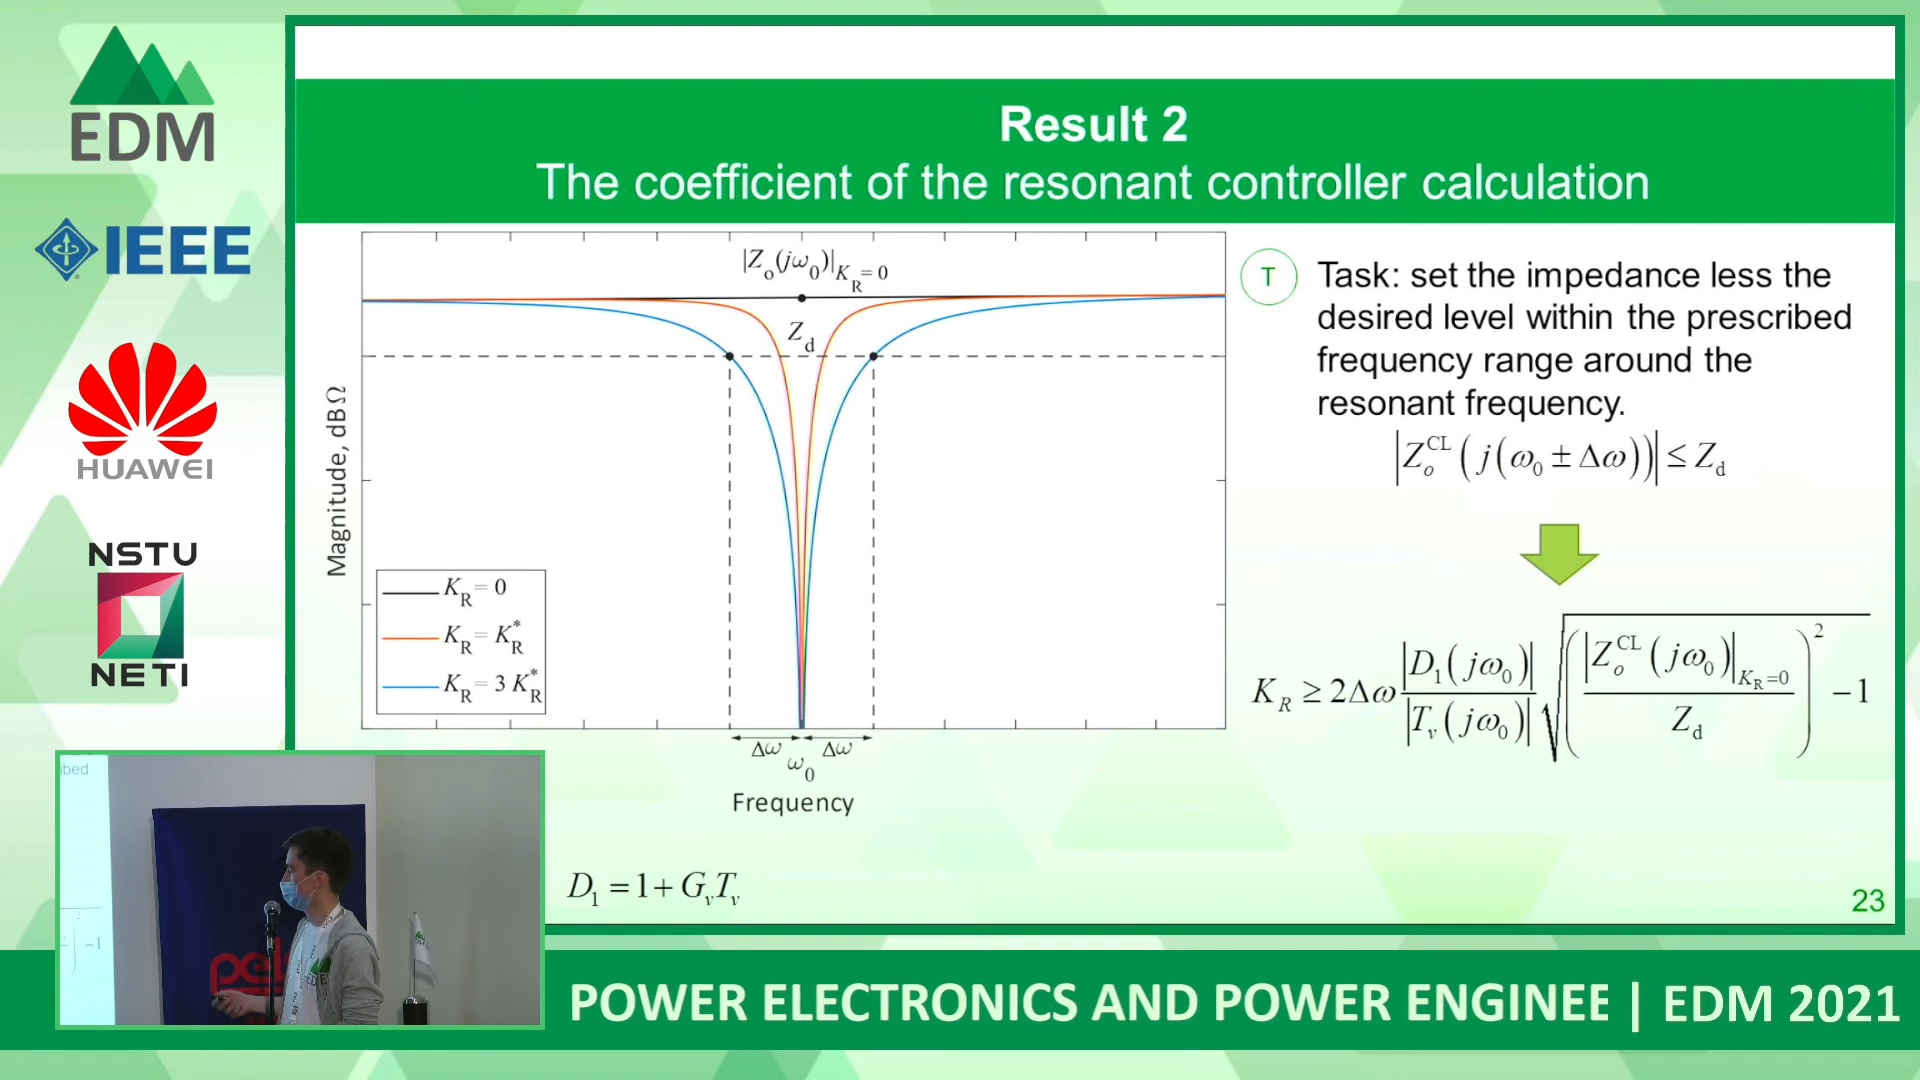 EDM
IEEE
HUAWEI
NSTU
NETI
Result 2
The coefficient of the resonant controller calculation
|Z_o(jω_0)|_{K_R = 0}
Z_d
Magnitude, dBΩ
K_R = 0
K_R = K_R^*
K_R = 3 K_R^*
Δω Δω
ω_0
Frequency
T
Task: set the impedance less the
desired level within the prescribed
frequency range around the
resonant frequency.
|Z_o^{CL}(j(ω_0 ± Δω))| ≤ Z_d
K_R ≥ 2Δω |D_1(jω_0)| / |T_v(jω_0)| √((|Z_o^{CL}(jω_0)|_{K_R=0} / Z_d)^2 − 1)
D_1 = 1 + G_v T_v
23
ibed
2
−1
pels
POWER ELECTRONICS AND POWER ENGINEE | EDM 2021